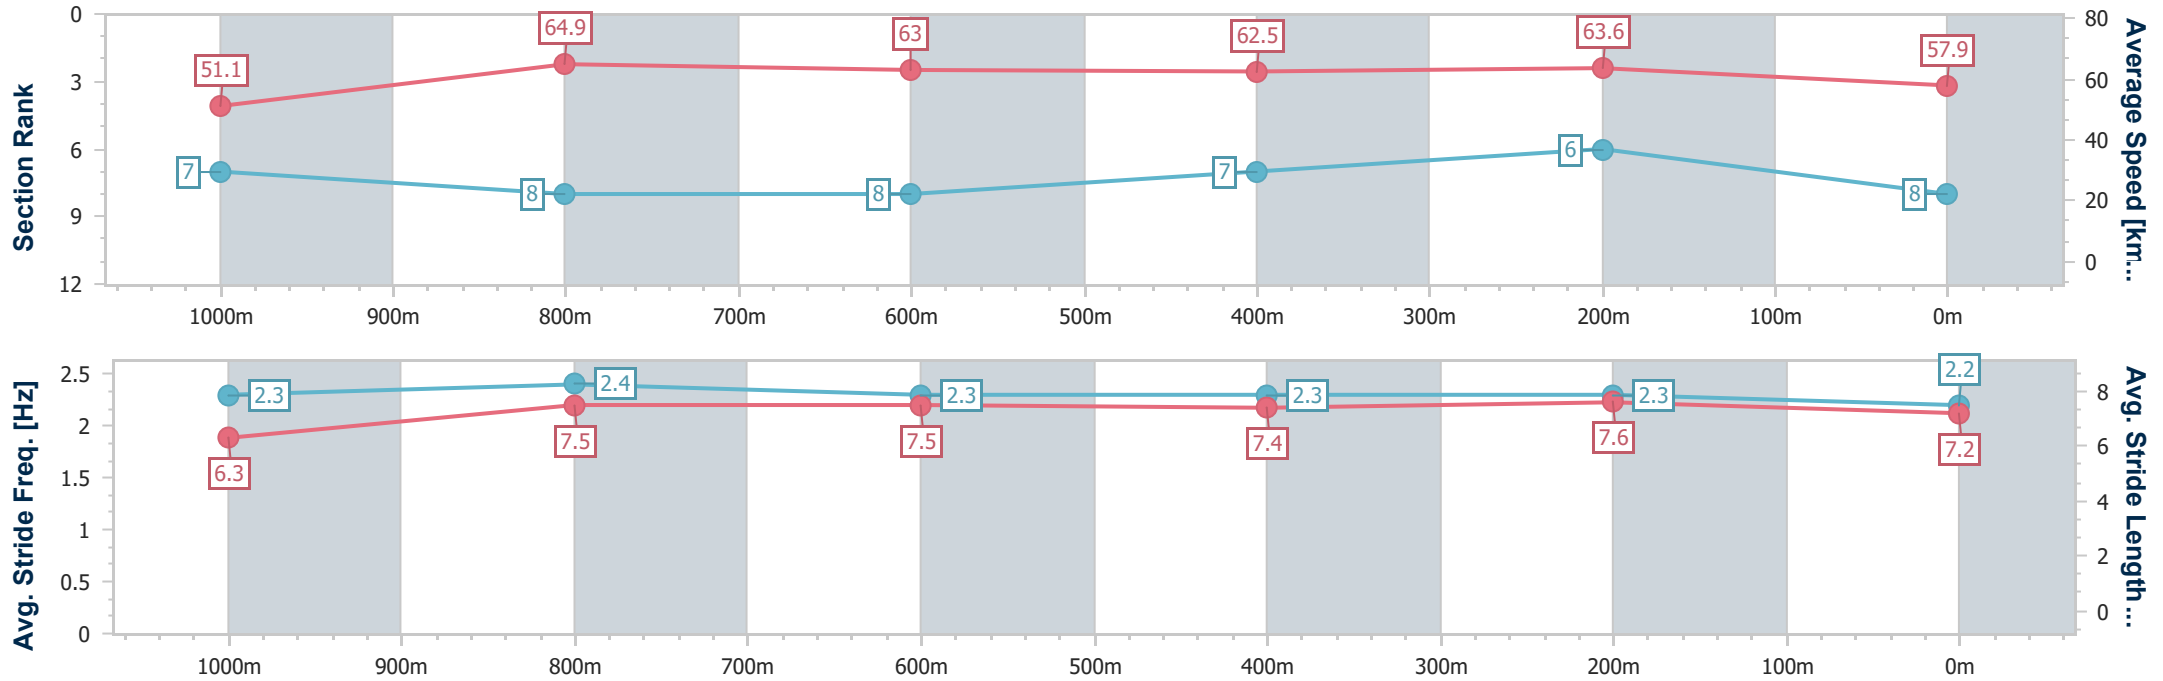 0
3
6
9
12
Section Rank
51.1
64.9
63
62.5
63.6
57.9
7
8
8
7
6
8
80
60
40
20
0
Average Speed [km...
1000m
900m
800m
700m
600m
500m
400m
300m
200m
100m
0m
2.5
2
1.5
1
0.5
0
Avg. Stride Freq. [Hz]
2.3
2.4
2.3
2.3
2.3
2.2
6.3
7.5
7.5
7.4
7.6
7.2
8
6
4
2
0
Avg. Stride Length ...
1000m
900m
800m
700m
600m
500m
400m
300m
200m
100m
0m